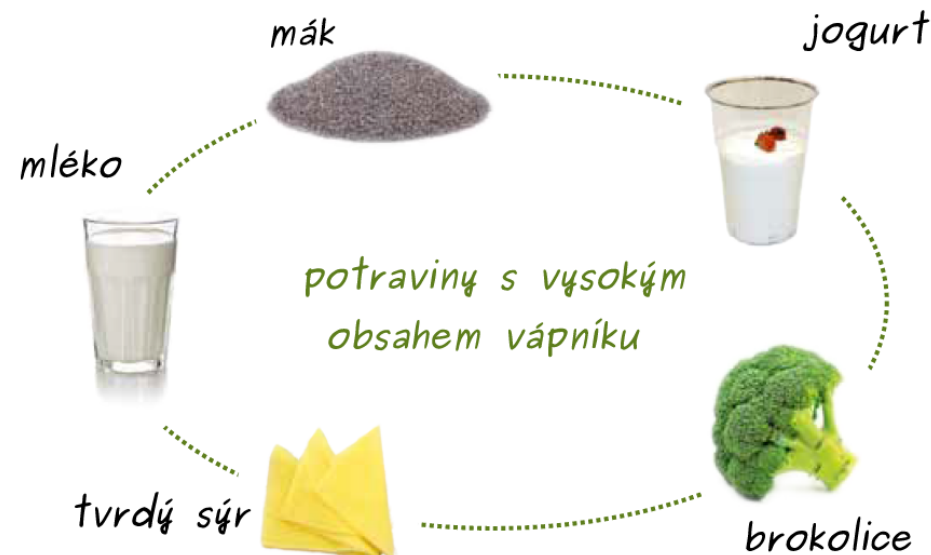 mák
jogurt
mléko
potraviny s vysokým
obsahem vápníku
tvrdý sýr
brokolice